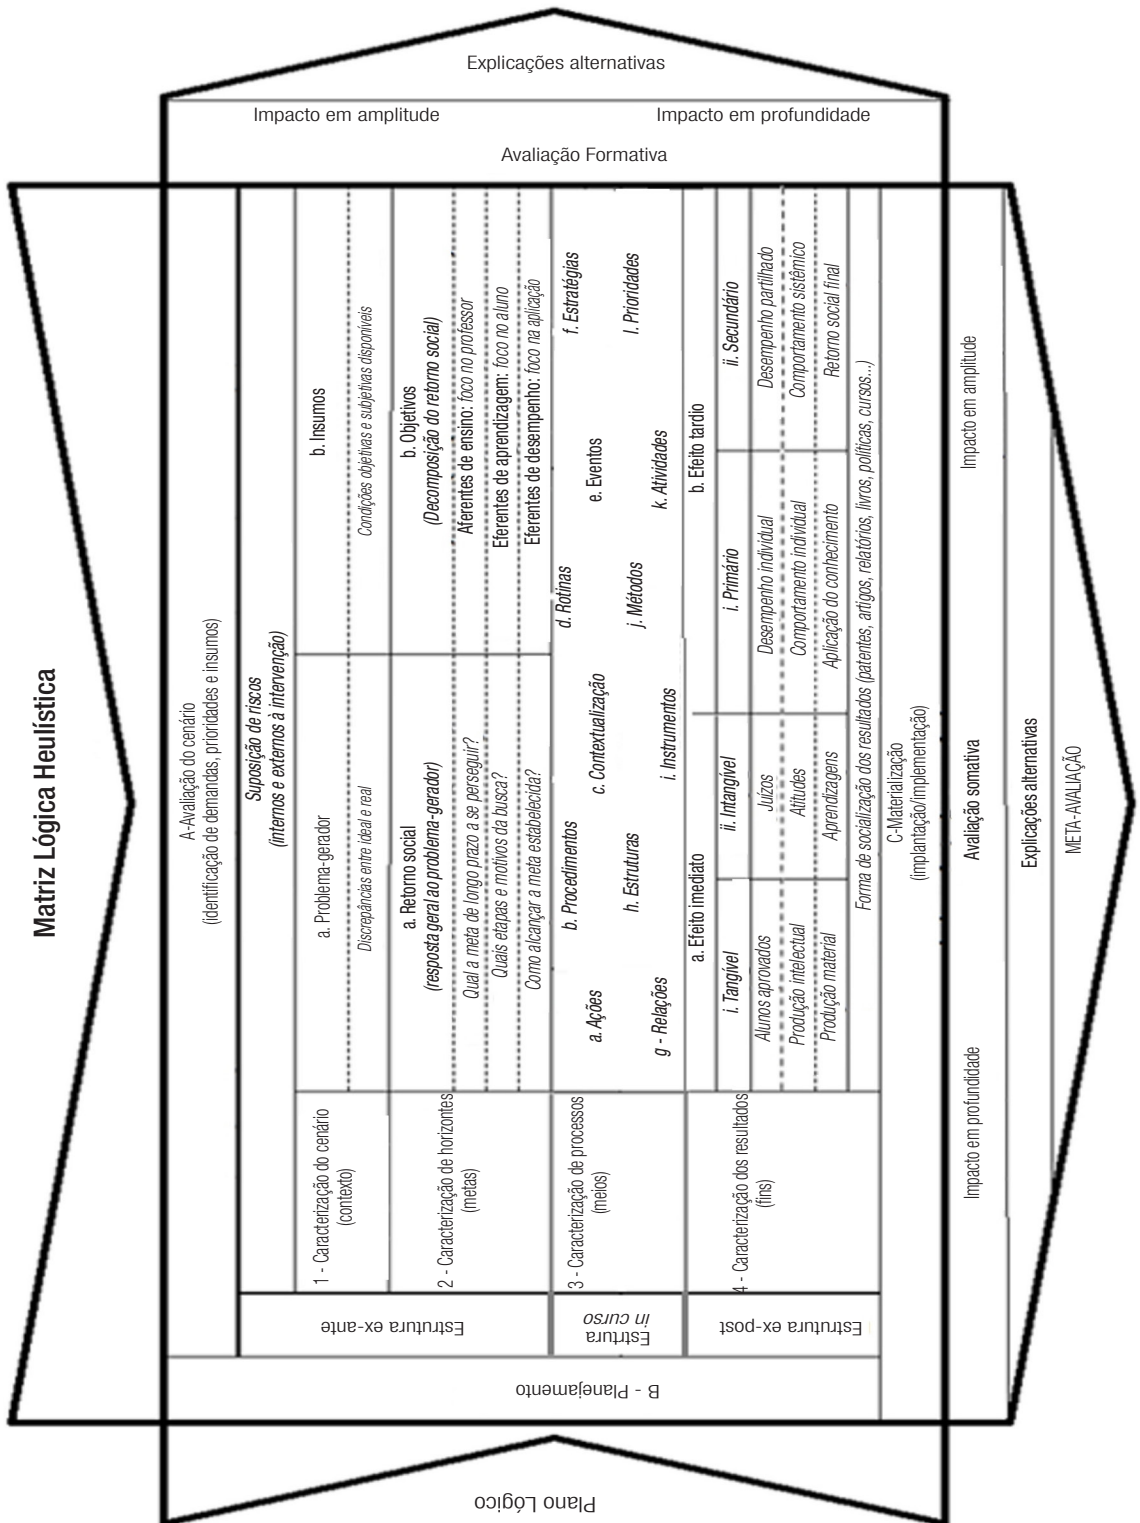 Matriz Lógica Heulística
A-Avaliação do cenário
(identificação de demandas, prioridades e insumos)
Suposição de riscos
(internos e externos à intervenção)
B - Planejamento
Plano Lógico
Estrutura ex-ante
1 - Caracterização do cenário
(contexto)
a. Problema-gerador
b. Insumos
Discrepâncias entre ideal e real
Condições objetivas e subjetivas disponíveis
2 - Caracterização de horizontes
(metas)
a. Retorno social
(resposta geral ao problema-gerador)
b. Objetivos
(Decomposição do retorno social)
Qual a meta de longo prazo a se perseguir?
Aferentes de ensino: foco no professor
Quais etapas e motivos da busca?
Eferentes de aprendizagem: foco no aluno
Como alcançar a meta estabelecida?
Eferentes de desempenho: foco na aplicação
Estrtura
in curso
3 - Caracterização de processos
(meios)
a. Ações
b. Procedimentos
c. Contextualização
d. Rotinas
e. Eventos
f. Estratégias
g - Relações
h. Estruturas
i. Instrumentos
j. Métodos
k. Atividades
l. Prioridades
Estrutura ex-post
4 - Caracterização dos resultados
(fins)
a. Efeito imediato
b. Efeito tardio
i. Tangível
ii. Intangível
i. Primário
ii. Secundário
Alunos aprovados
Juízos
Desempenho individual
Desempenho partilhado
Produção intelectual
Atitudes
Comportamento individual
Comportamento sistêmico
Produção material
Aprendizagens
Aplicação do conhecimento
Retorno social final
Forma de socialização dos resultados (patentes, artigos, relatórios, livros, políticas, cursos...)
C-Materialização
(implantação/implementação)
Avaliação somativa
Impacto em profundidade
Impacto em amplitude
Explicações alternativas
META-AVALIAÇÃO
Avaliação Formativa
Impacto em amplitude
Impacto em profundidade
Explicações alternativas